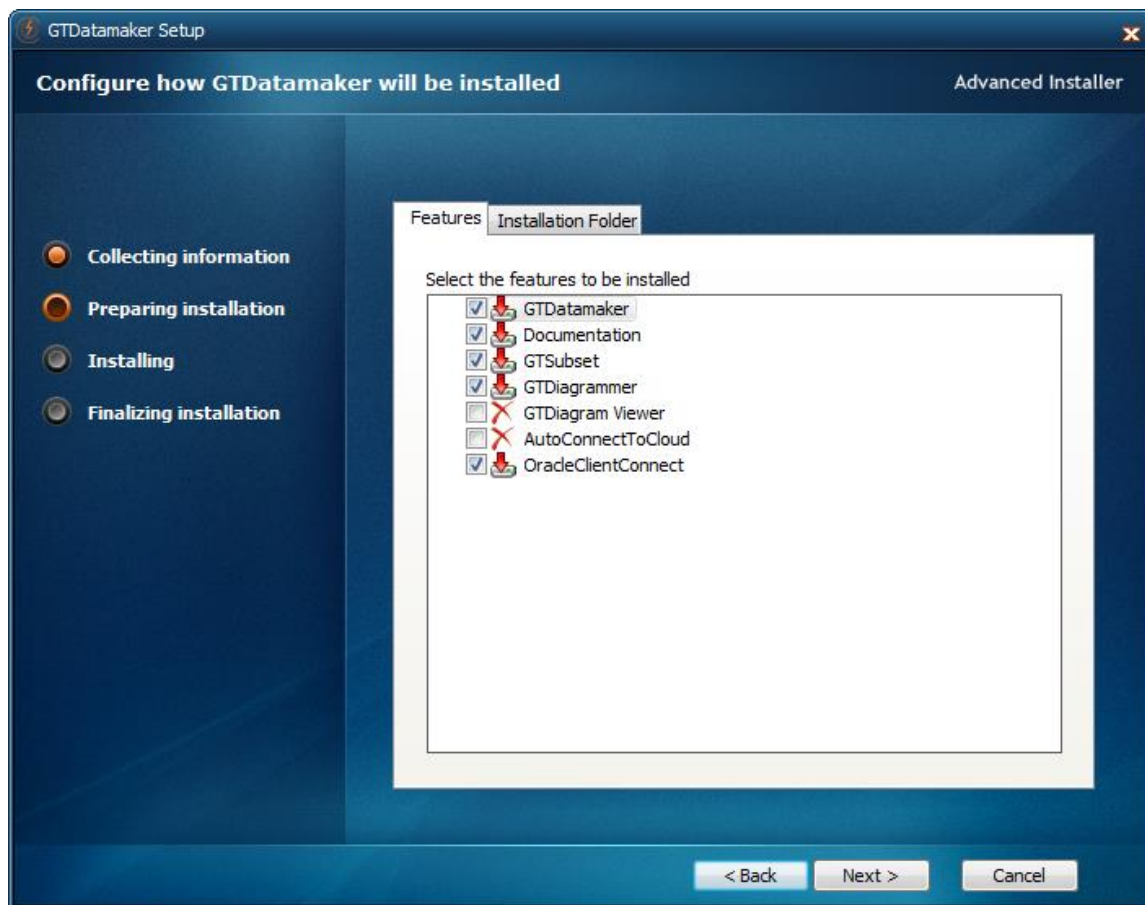 GTDatamaker Setup
Configure how GTDatamaker will be installed
Advanced Installer
Collecting information
Preparing installation
Installing
Finalizing installation
Features
Installation Folder
Select the features to be installed
GTDatamaker
Documentation
GTSubset
GTDiagrammer
GTDiagram Viewer
AutoConnectToCloud
OracleClientConnect
< Back
Next >
Cancel